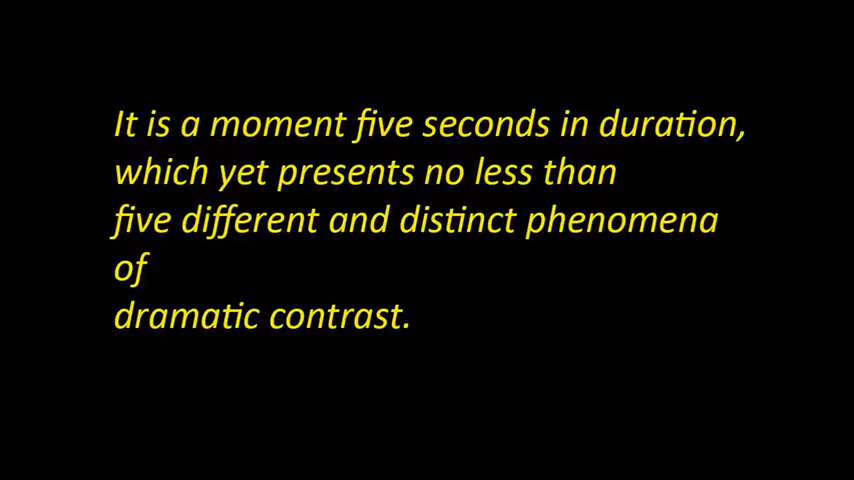 It is a moment five seconds in duration,
which yet presents no less than
five different and distinct phenomena
of
dramatic contrast.